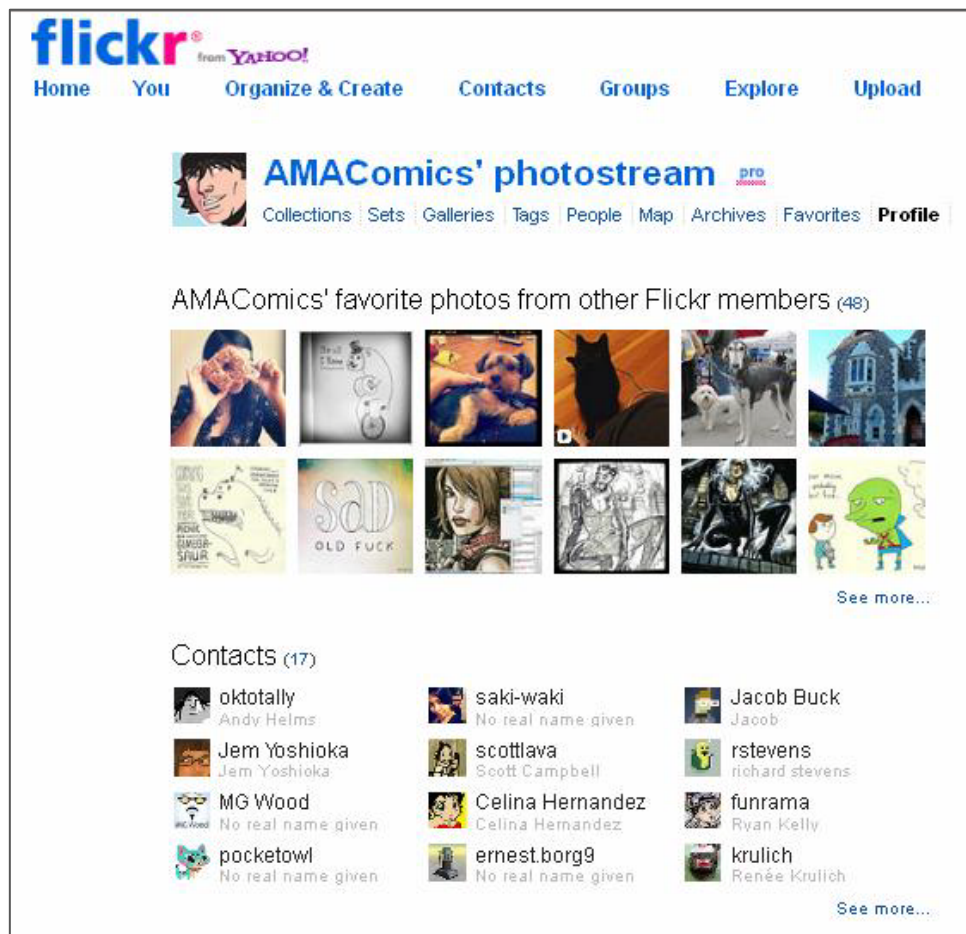 flickr® from YAHOO!
Home You Organize & Create Contacts Groups Explore Upload
AMAComics' photostream pro
Collections Sets Galleries Tags People Map Archives Favorites Profile
AMAComics' favorite photos from other Flickr members (48)
PICNIC
SAUR
SAD
OLD FUCK
See more...
Contacts (17)
oktotally saki-waki Jacob Buck
Andy Helms No real name given Jacob
Jem Yoshioka scottlava rstevens
Jem Yoshioka Scott Campbell richard stevens
MG Wood Celina Hernandez funrama
No real name given Celina Hernandez Ryan Kelly
pocketowl ernest.borg9 krulich
No real name given No real name given Renée Krulich
See more...